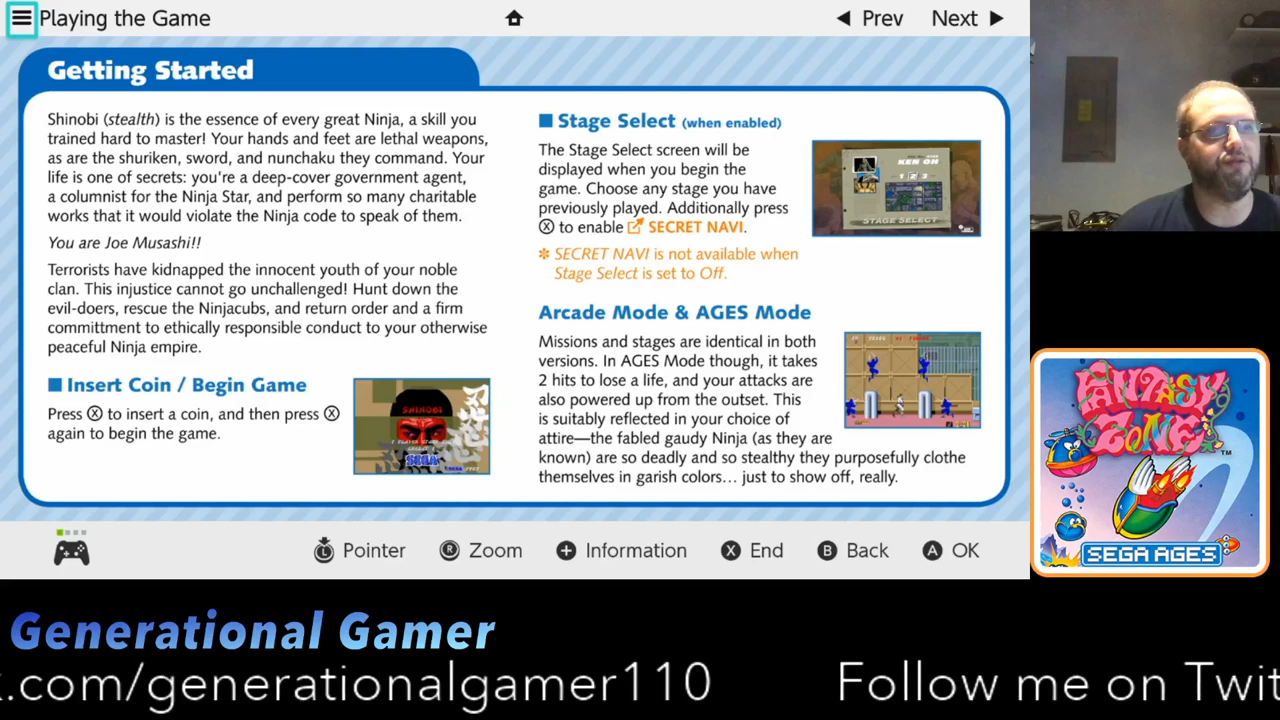 Playing the Game
Prev
Next
Getting Started
Shinobi (stealth) is the essence of every great Ninja, a skill you
trained hard to master! Your hands and feet are lethal weapons,
as are the shuriken, sword, and nunchaku they command. Your
life is one of secrets: you're a deep-cover government agent,
a columnist for the Ninja Star, and perform so many charitable
works that it would violate the Ninja code to speak of them.
You are Joe Musashi!!
Terrorists have kidnapped the innocent youth of your noble
clan. This injustice cannot go unchallenged! Hunt down the
evil-doers, rescue the Ninjacubs, and return order and a firm
committment to ethically responsible conduct to your otherwise
peaceful Ninja empire.
Insert Coin / Begin Game
Press X to insert a coin, and then press X
again to begin the game.
SHINOBI
SEGA
Stage Select (when enabled)
The Stage Select screen will be
displayed when you begin the
game. Choose any stage you have
previously played. Additionally press
X to enable SECRET NAVI.
✻ SECRET NAVI is not available when
Stage Select is set to Off.
KEN OH
1 2 3
STAGE SELECT
Arcade Mode & AGES Mode
Missions and stages are identical in both
versions. In AGES Mode though, it takes
2 hits to lose a life, and your attacks are
also powered up from the outset. This
is suitably reflected in your choice of
attire—the fabled gaudy Ninja (as they are
known) are so deadly and so stealthy they purposefully clothe
themselves in garish colors... just to show off, really.
L Pointer
R Zoom
+ Information
X End
B Back
A OK
FANTASY
ZONE™
SEGA AGES
Generational Gamer
k.com/generationalgamer110
Follow me on Twit